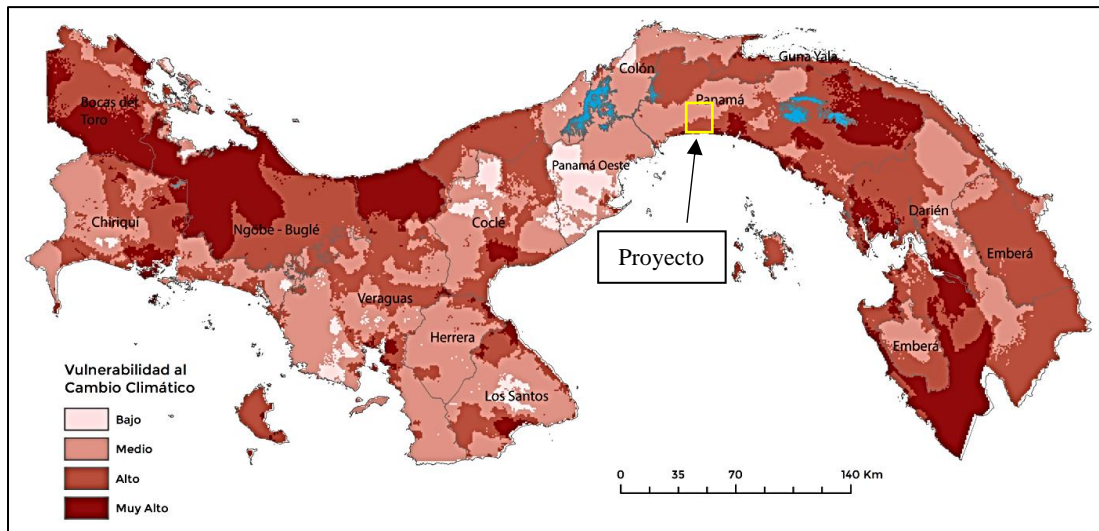 Colón
Guna Yala
Bocas del
Toro
Panamá
Panamá Oeste
Chiriquí
Ngöbe - Buglé
Coclé
Darién
Proyecto
Emberá
Veraguas
Herrera
Emberá
Vulnerabilidad al
Cambio Climático
Los Santos
Bajo
Medio
Alto
Muy Alto
0 35 70 140 Km